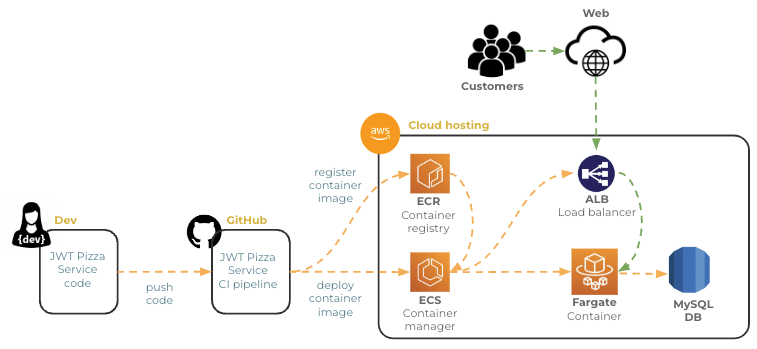 Web
Customers
aws
Cloud hosting
register
container
image
ECR
Container
registry
ALB
Load balancer
Dev
{dev}
JWT Pizza
Service
code
push
code
GitHub
JWT Pizza
Service
CI pipeline
deploy
container
image
ECS
Container
manager
Fargate
Container
MySQL
DB